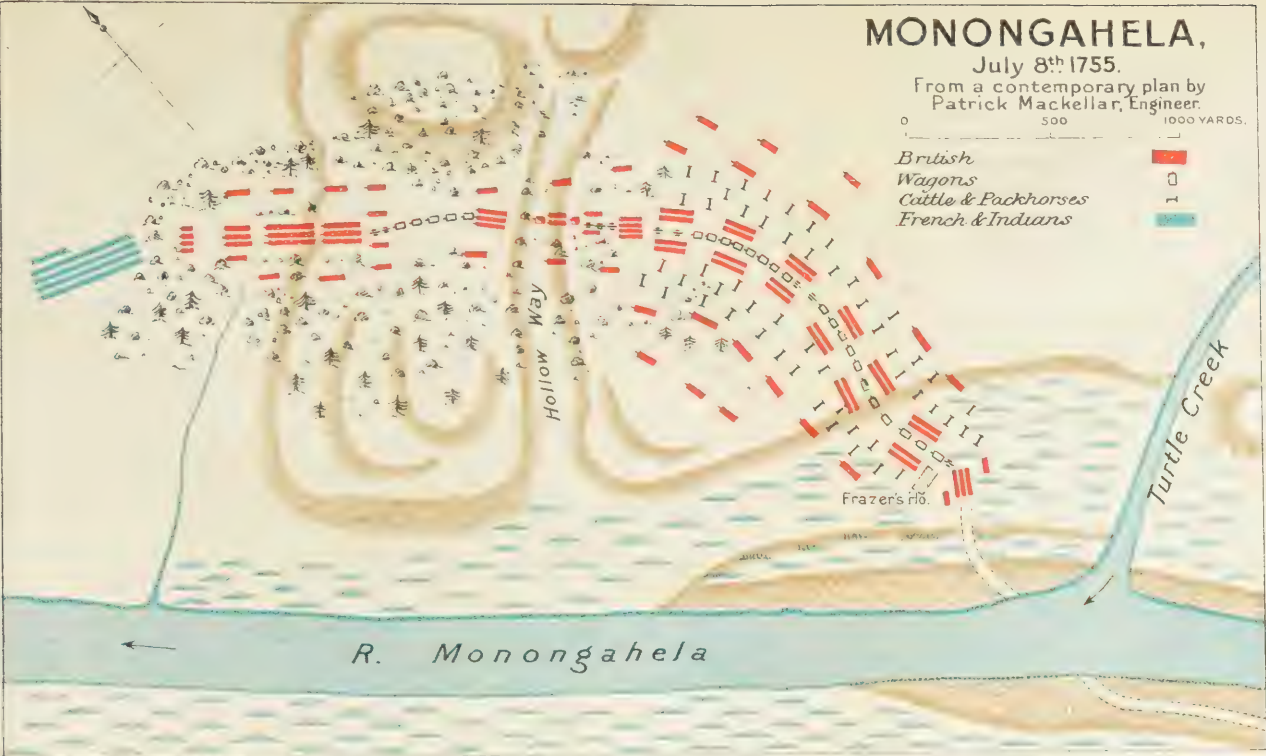 MONONGAHELA,
July 8th 1755.
From a contemporary plan by
Patrick Mackellar, Engineer.
0 500 1000 YARDS.
British
Wagons
Cattle & Packhorses
French & Indians
Hollow Way
Turtle Creek
Frazer's Ho.
R. Monongahela